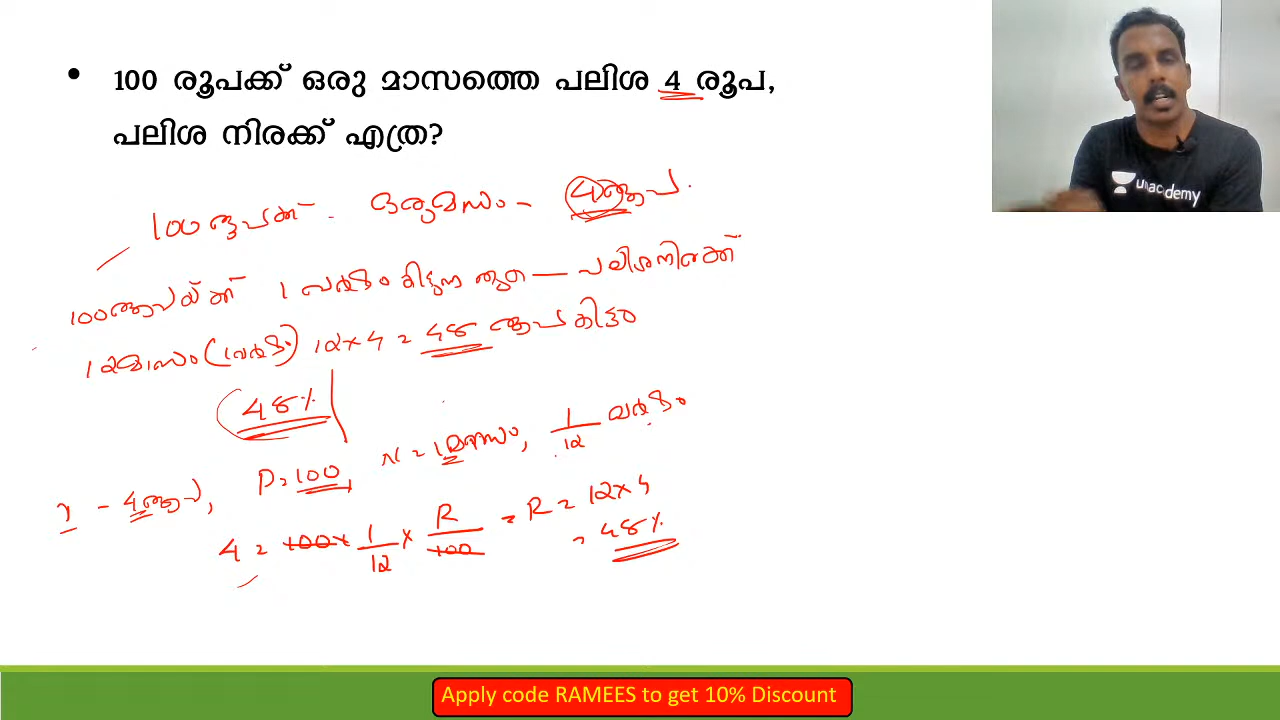 • 100 രൂപക്ക് ഒരു മാസത്തെ പലിശ 4 രൂപ,
പലിശ നിരക്ക് എത്ര?
unacademy
100 രൂപക്ക് - ഒരുമാസം - 4രൂപ.
100രൂപയ്ക്ക് 1 വർഷം കിട്ടുന്ന തുക — പലിശനിരക്ക്
12മാസം (1വർഷം) 12×4 = 48 രൂപ കിട്ടും
48%
I - 4രൂപ, P=100, N = 1മാസം, 1/12 വർഷം
4 = 100 × 1/12 × R/100 = R = 12×4
= 48%
Apply code RAMEES to get 10% Discount